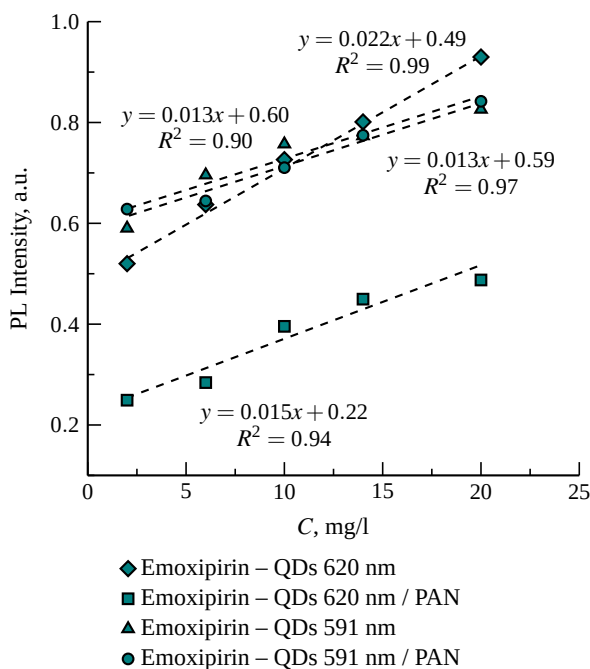 1.0
0.8
0.6
0.4
0.2
PL Intensity, a.u.
y = 0.022x + 0.49
R² = 0.99
y = 0.013x + 0.60
R² = 0.90
y = 0.013x + 0.59
R² = 0.97
y = 0.015x + 0.22
R² = 0.94
0 5 10 15 20 25
C, mg/l
Emoxipirin – QDs 620 nm
Emoxipirin – QDs 620 nm / PAN
Emoxipirin – QDs 591 nm
Emoxipirin – QDs 591 nm / PAN